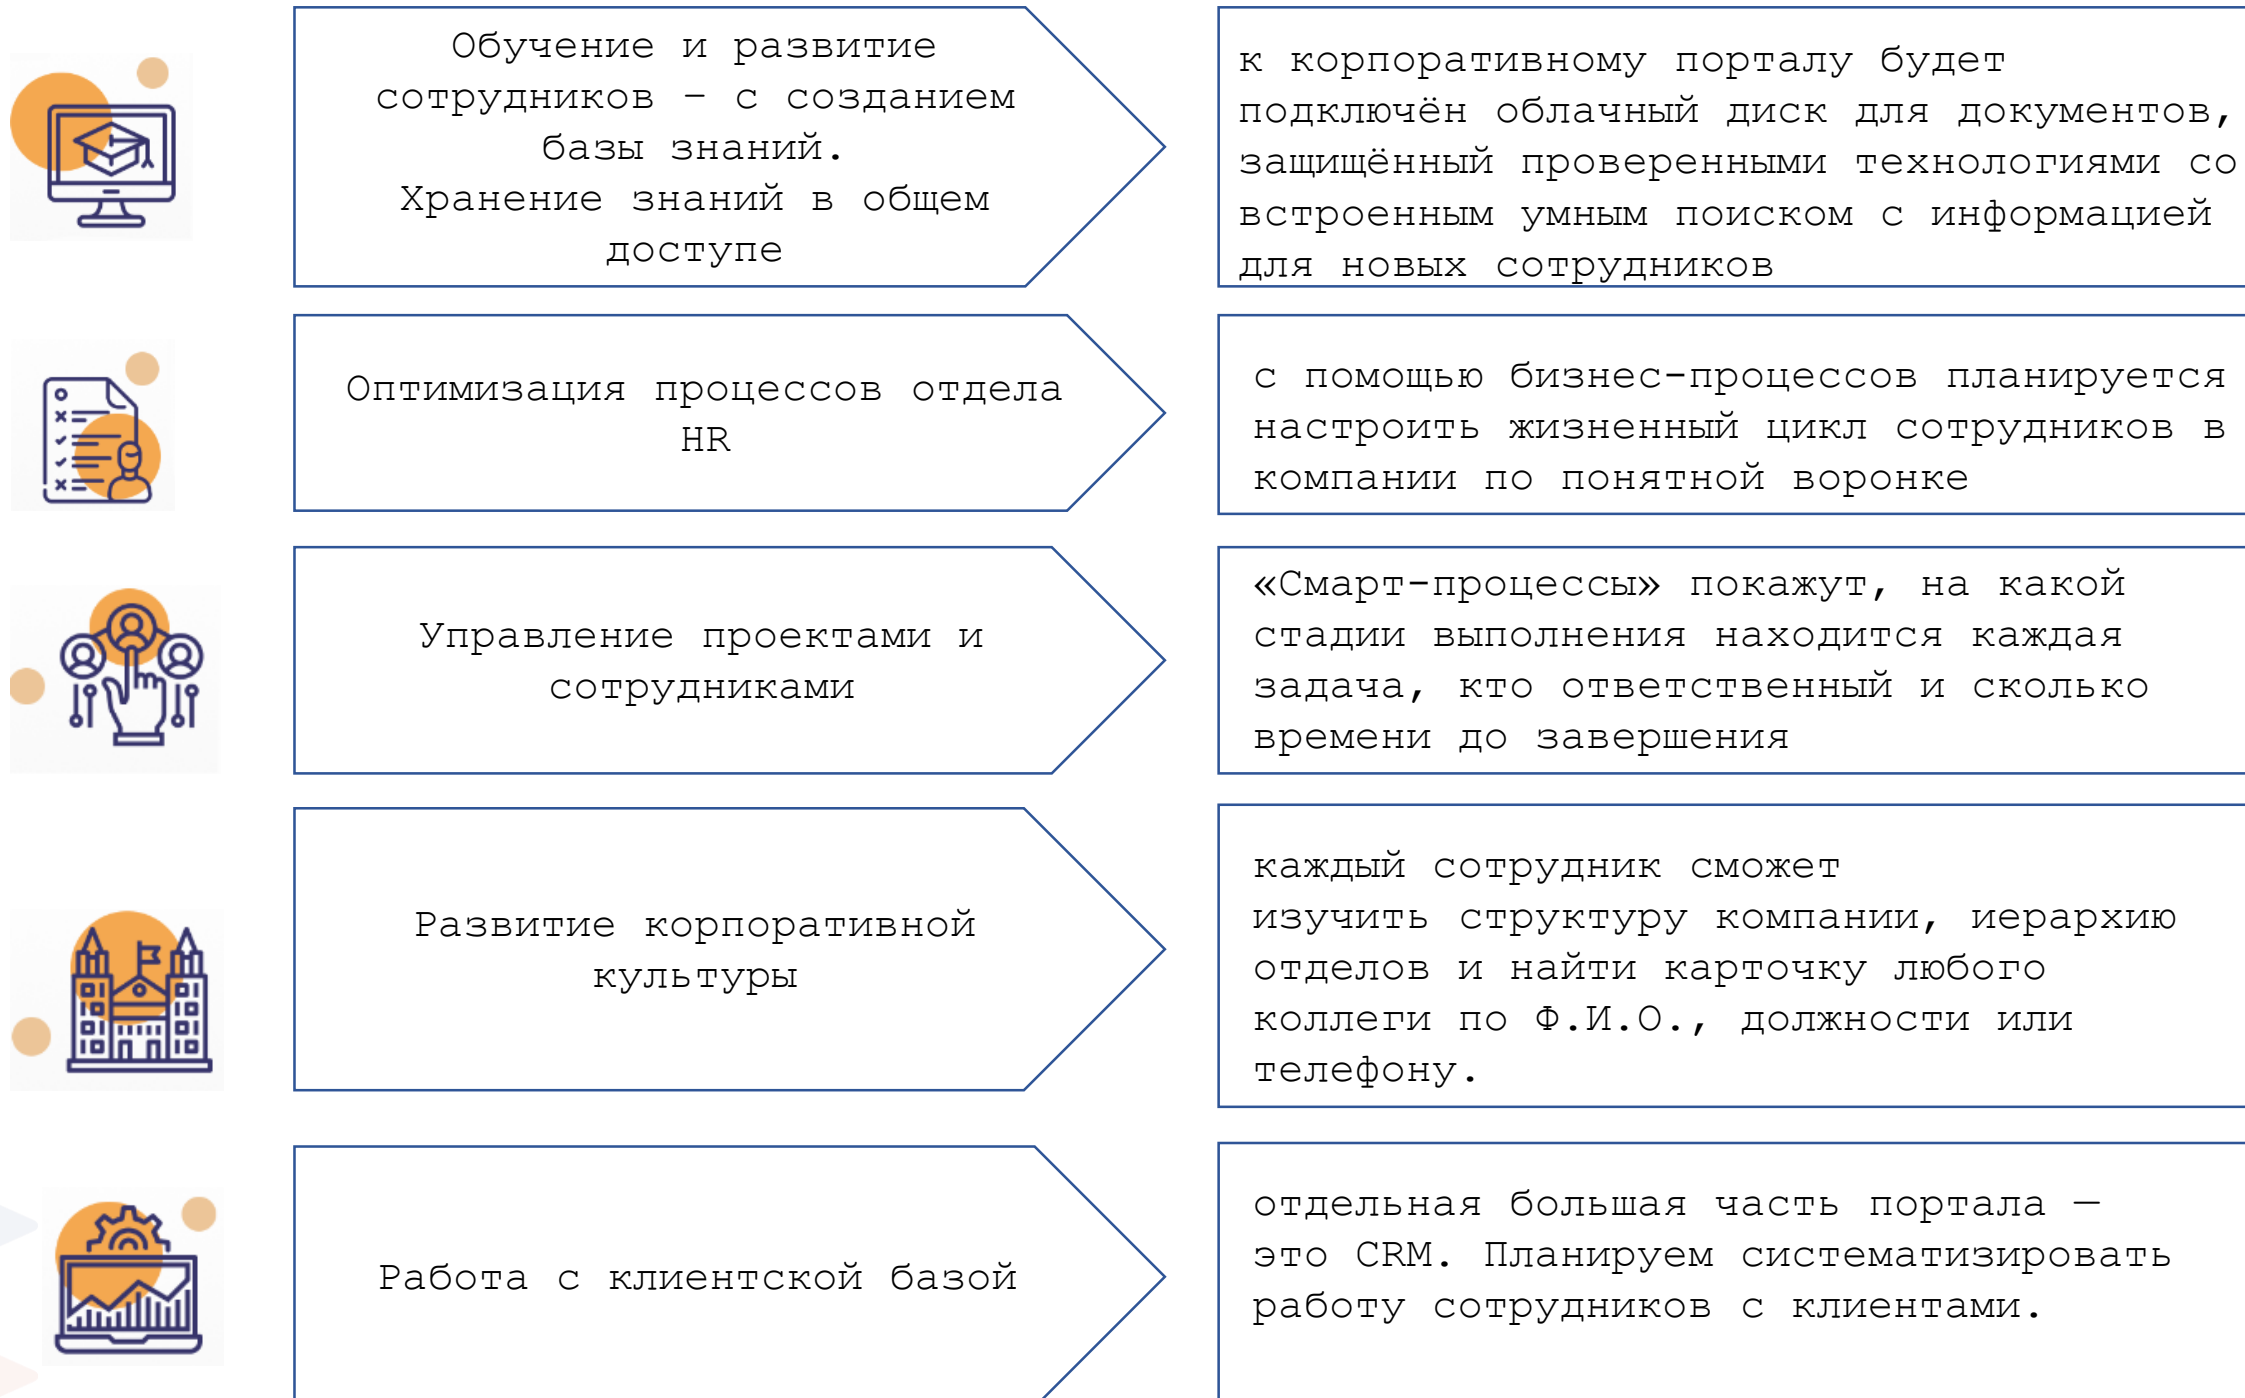 Обучение и развитие
сотрудников – с созданием
базы знаний.
Хранение знаний в общем
доступе
к корпоративному порталу будет
подключён облачный диск для документов,
защищённый проверенными технологиями со
встроенным умным поиском с информацией
для новых сотрудников
Оптимизация процессов отдела
HR
с помощью бизнес-процессов планируется
настроить жизненный цикл сотрудников в
компании по понятной воронке
Управление проектами и
сотрудниками
«Смарт-процессы» покажут, на какой
стадии выполнения находится каждая
задача, кто ответственный и сколько
времени до завершения
Развитие корпоративной
культуры
каждый сотрудник сможет
изучить структуру компании, иерархию
отделов и найти карточку любого
коллеги по Ф.И.О., должности или
телефону.
Работа с клиентской базой
отдельная большая часть портала —
это CRM. Планируем систематизировать
работу сотрудников с клиентами.